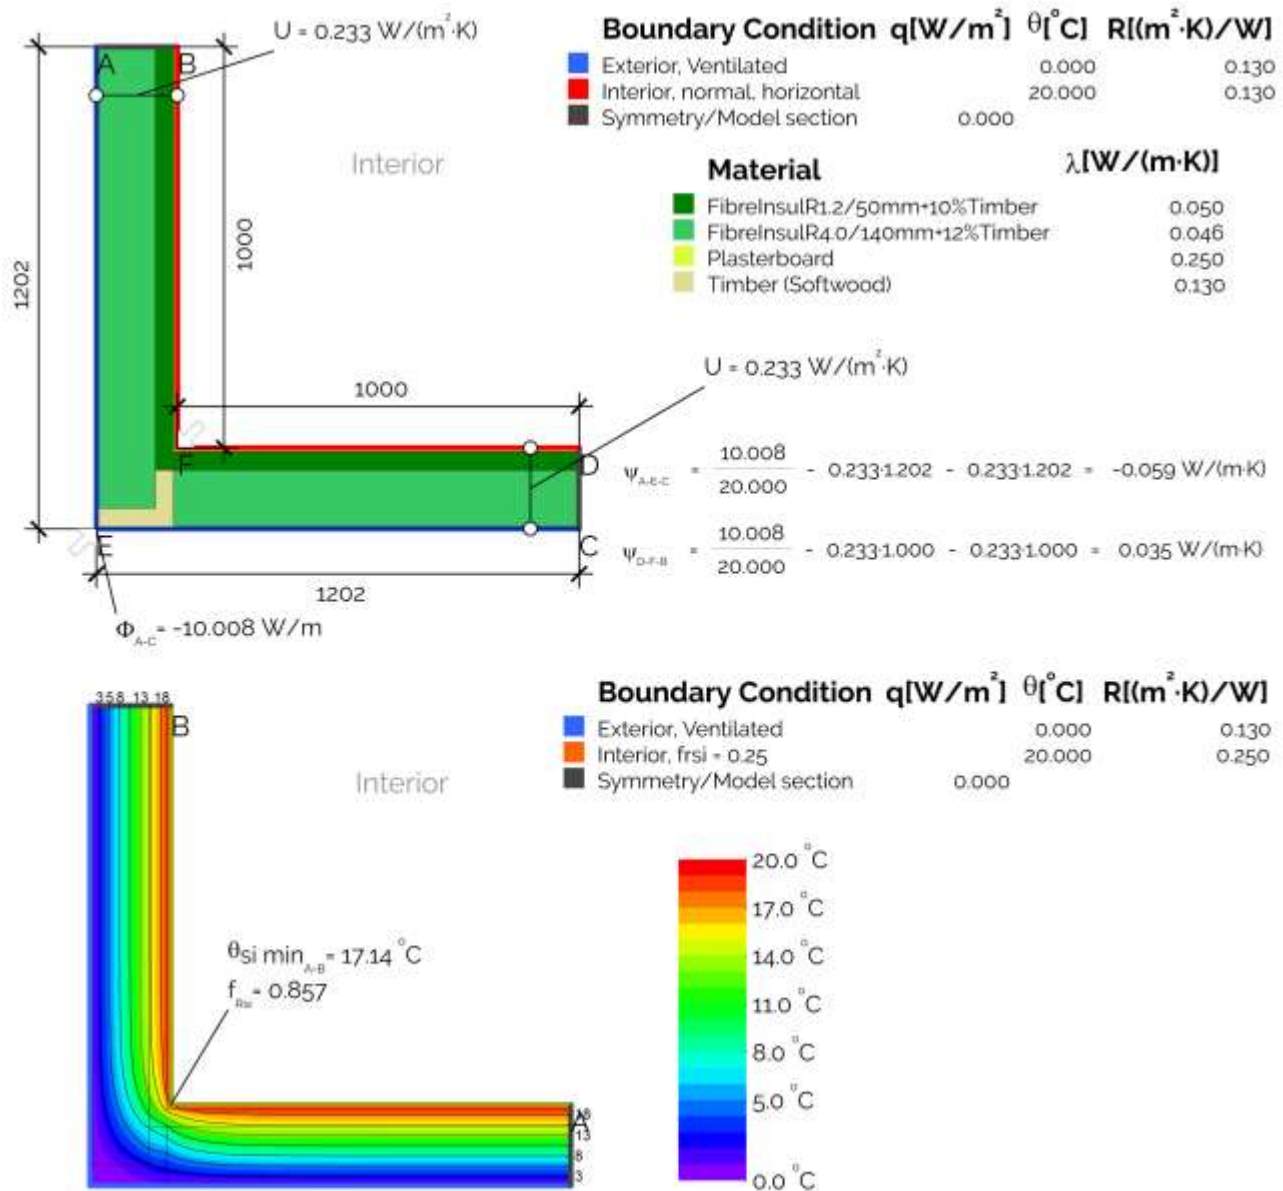 U = 0.233 W/(m²·K)
Boundary Condition q[W/m²] θ[°C] R[(m²·K)/W]
Exterior, Ventilated 0.000 0.130
Interior, normal, horizontal 20.000 0.130
Symmetry/Model section 0.000
A B
Interior
Material λ[W/(m·K)]
FibreInsulR1.2/50mm+10%Timber 0.050
FibreInsulR4.0/140mm+12%Timber 0.046
Plasterboard 0.250
Timber (Softwood) 0.130
1202
1000
U = 0.233 W/(m²·K)
1000
F D
ψA-E-C = 10.008/20.000 - 0.233·1.202 - 0.233·1.202 = -0.059 W/(m·K)
E C
ψD-F-B = 10.008/20.000 - 0.233·1.000 - 0.233·1.000 = 0.035 W/(m·K)
1202
ΦA-C = -10.008 W/m
3 5 8 13 18
B
Boundary Condition q[W/m²] θ[°C] R[(m²·K)/W]
Exterior, Ventilated 0.000 0.130
Interior, frsi = 0.25 20.000 0.250
Symmetry/Model section 0.000
Interior
20.0 °C
17.0 °C
14.0 °C
11.0 °C
8.0 °C
5.0 °C
0.0 °C
θsi minA-B = 17.14 °C
fRsi = 0.857
18
A
13
8
3